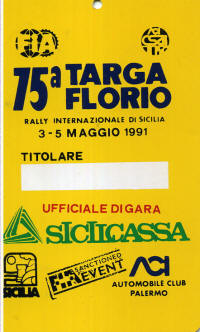 FIA
75a TARGA
FLORIO
RALLY INTERNAZIONALE DI SICILIA
3-5 MAGGIO 1991
TITOLARE
UFFICIALE DI GARA
SICILCASSA
SICILIA
FIA SANCTIONED
EVENT
ACI
AUTOMOBILE CLUB
PALERMO